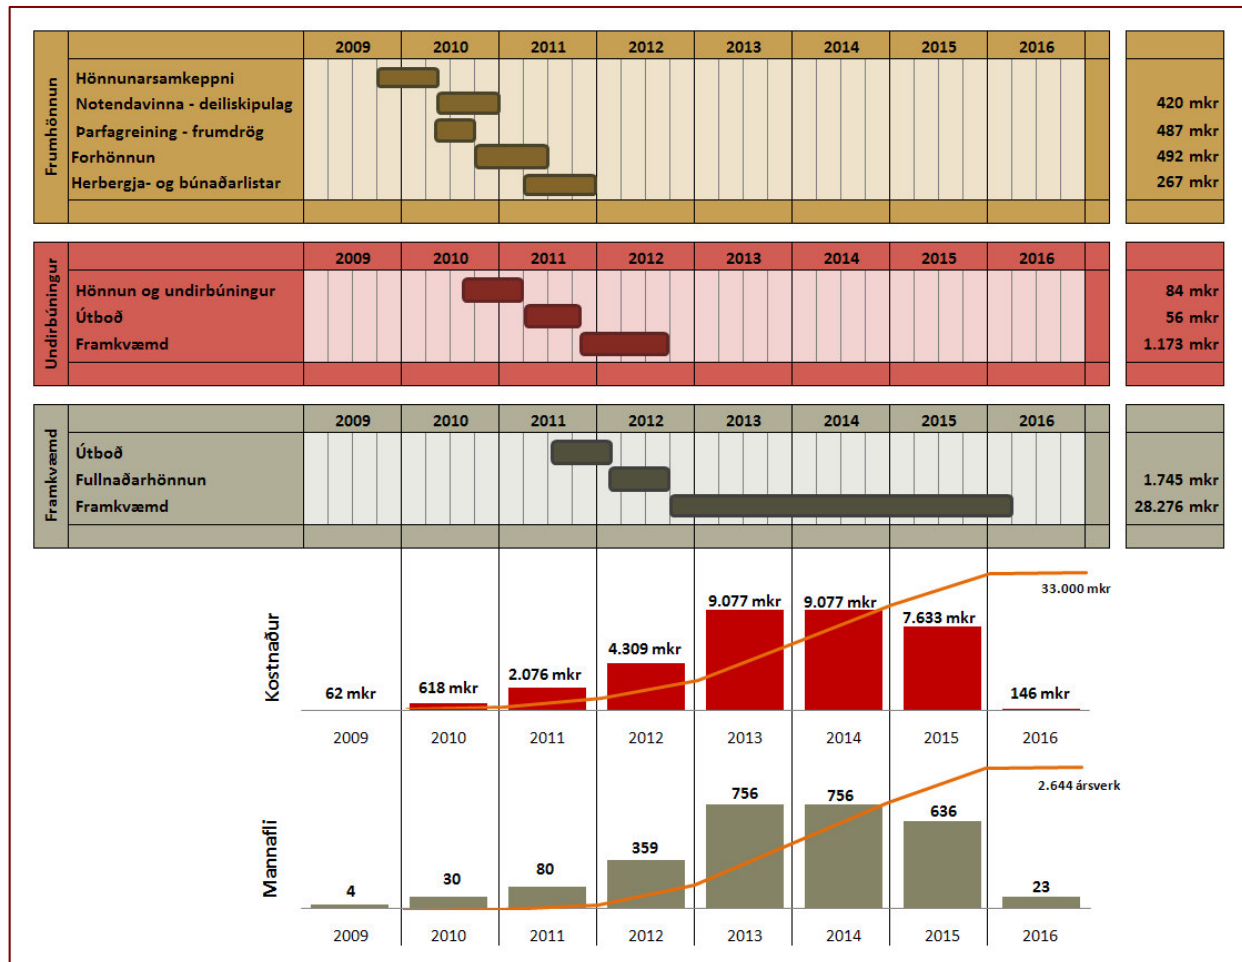 2009 2010 2011 2012 2013 2014 2015 2016
Frumhönnun
Hönnunarsamkeppni
Notendavinna - deiliskipulag 420 mkr
Þarfagreining - frumdrög 487 mkr
Forhönnun 492 mkr
Herbergja- og búnaðarlistar 267 mkr
2009 2010 2011 2012 2013 2014 2015 2016
Undirbúningur
Hönnun og undirbúningur 84 mkr
Útboð 56 mkr
Framkvæmd 1.173 mkr
2009 2010 2011 2012 2013 2014 2015 2016
Framkvæmd
Útboð
Fullnaðarhönnun 1.745 mkr
Framkvæmd 28.276 mkr
Kostnaður
33.000 mkr
62 mkr 618 mkr 2.076 mkr 4.309 mkr 9.077 mkr 9.077 mkr 7.633 mkr 146 mkr
2009 2010 2011 2012 2013 2014 2015 2016
Mannafli
2.644 ársverk
4 30 80 359 756 756 636 23
2009 2010 2011 2012 2013 2014 2015 2016